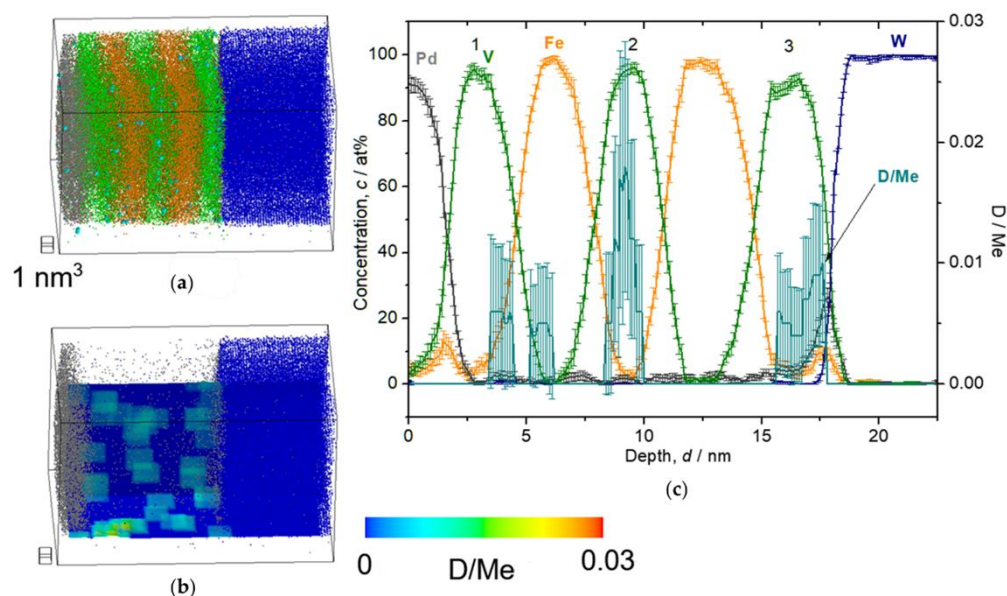 1 nm³
(a)
(b)
0
0.03
D/Me
100
80
60
40
20
0
Concentration, c / at%
Pd
1
V
Fe
2
3
W
D/Me
0.03
0.02
0.01
0.00
D / Me
0
5
10
15
20
Depth, d / nm
(c)